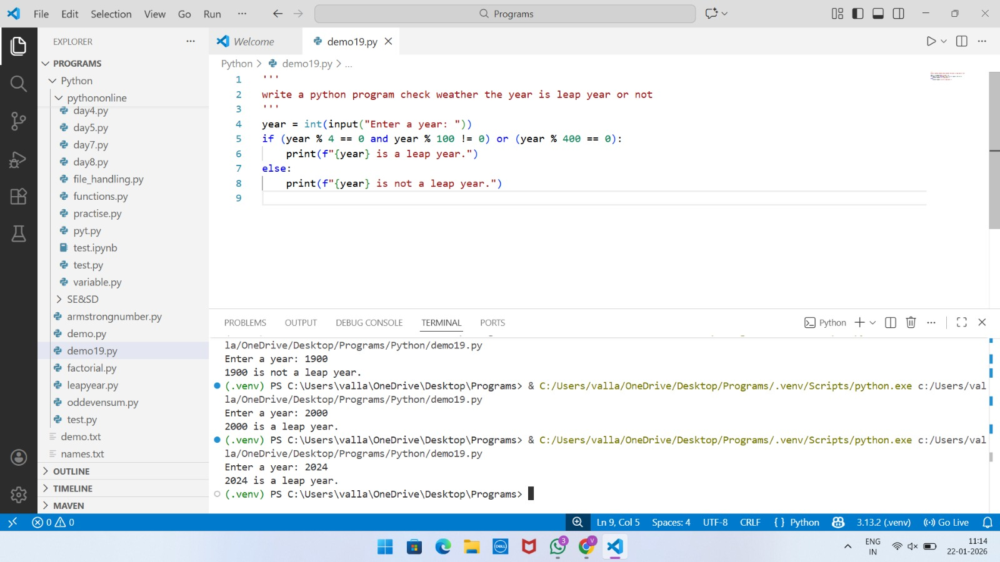 File Edit Selection View Go Run ··· Programs
EXPLORER ···
PROGRAMS
Python
pythononline
day4.py
day5.py
day7.py
day8.py
file_handling.py
functions.py
practise.py
pyt.py
test.ipynb
test.py
variable.py
SE&SD
armstrongnumber.py
demo.py
demo19.py
factorial.py
leapyear.py
oddevensum.py
test.py
demo.txt
names.txt
OUTLINE
TIMELINE
MAVEN
Welcome demo19.py
Python > demo19.py > ...
1 '''
2 write a python program check weather the year is leap year or not
3 '''
4 year = int(input("Enter a year: "))
5 if (year % 4 == 0 and year % 100 != 0) or (year % 400 == 0):
6 print(f"{year} is a leap year.")
7 else:
8 print(f"{year} is not a leap year.")
9
PROBLEMS OUTPUT DEBUG CONSOLE TERMINAL PORTS Python
la/OneDrive/Desktop/Programs/Python/demo19.py
Enter a year: 1900
1900 is not a leap year.
(.venv) PS C:\Users\valla\OneDrive\Desktop\Programs> & C:/Users/valla/OneDrive/Desktop/Programs/.venv/Scripts/python.exe c:/Users/val
la/OneDrive/Desktop/Programs/Python/demo19.py
Enter a year: 2000
2000 is a leap year.
(.venv) PS C:\Users\valla\OneDrive\Desktop\Programs> & C:/Users/valla/OneDrive/Desktop/Programs/.venv/Scripts/python.exe c:/Users/val
la/OneDrive/Desktop/Programs/Python/demo19.py
Enter a year: 2024
2024 is a leap year.
(.venv) PS C:\Users\valla\OneDrive\Desktop\Programs>
0 0 Ln 9, Col 5 Spaces: 4 UTF-8 CRLF { } Python 3.13.2 (.venv) Go Live
DELL 3 V
ENG
IN
11:14
22-01-2026